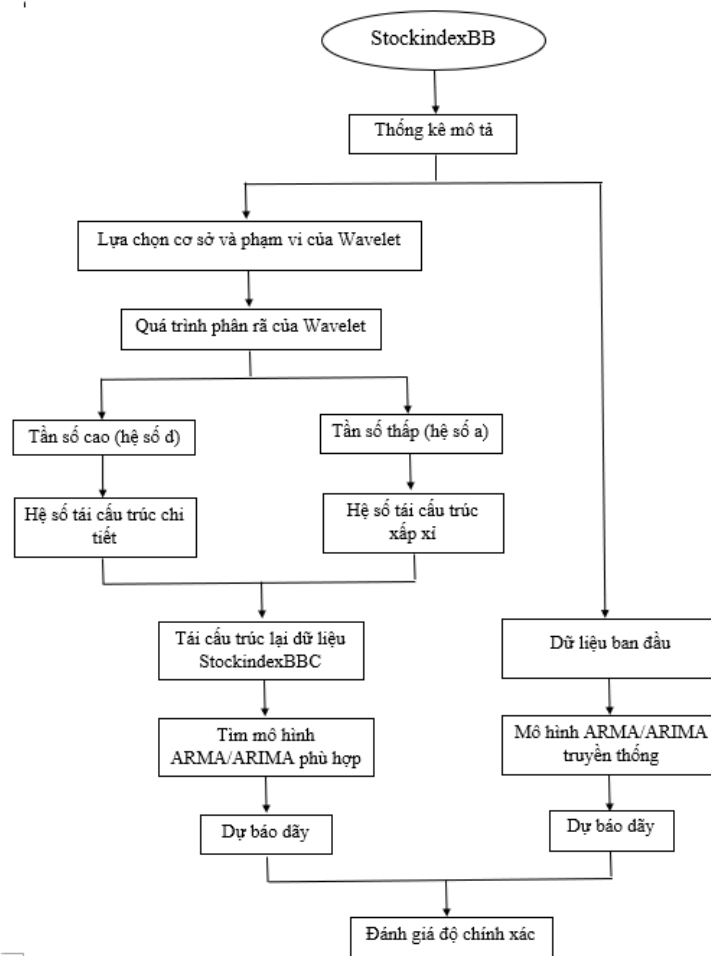 StockindexBB
Thống kê mô tả
Lựa chọn cơ sở và phạm vi của Wavelet
Quá trình phân rã của Wavelet
Tần số cao (hệ số d)
Tần số thấp (hệ số a)
Hệ số tái cấu trúc chi
tiết
Hệ số tái cấu trúc
xấp xỉ
Tái cấu trúc lại dữ liệu
StockindexBBC
Dữ liệu ban đầu
Tìm mô hình
ARMA/ARIMA phù hợp
Mô hình ARMA/ARIMA
truyền thống
Dự báo dãy
Dự báo dãy
Đánh giá độ chính xác